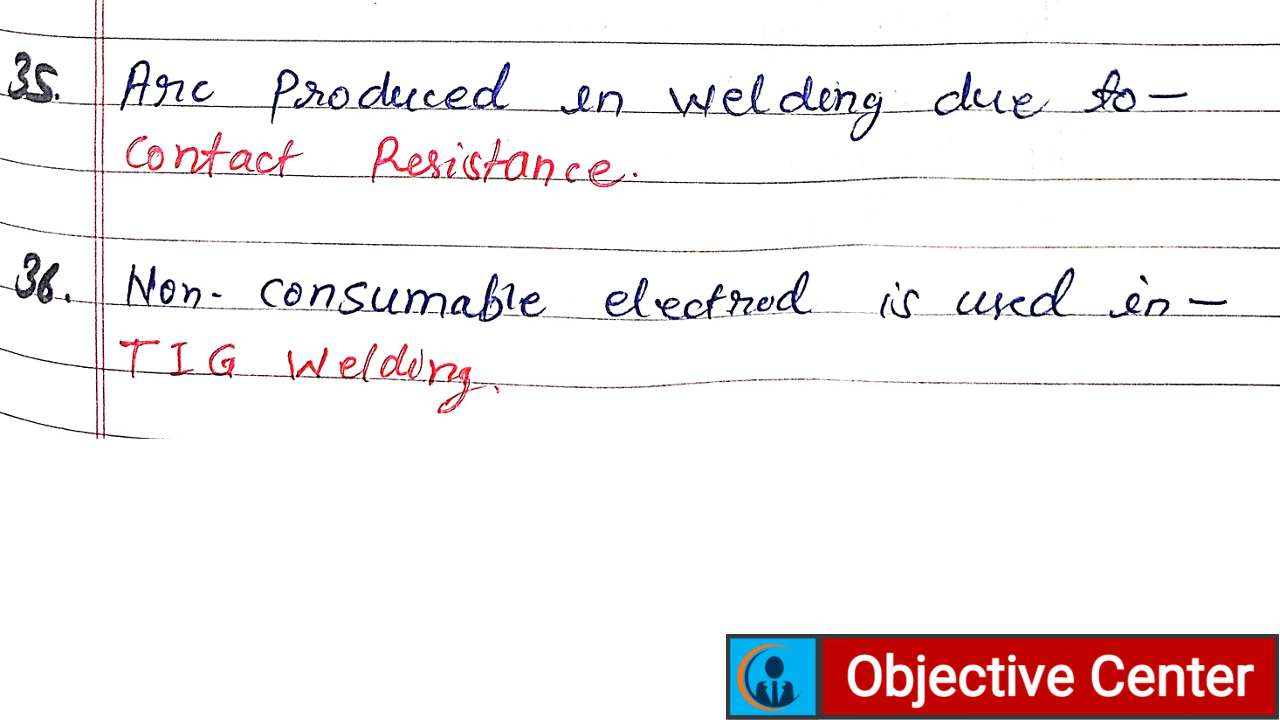 35. Arc Produced in welding due to-
Contact Resistance.
36. Non-consumable electrod is used in-
TIG Welding.
Objective Center